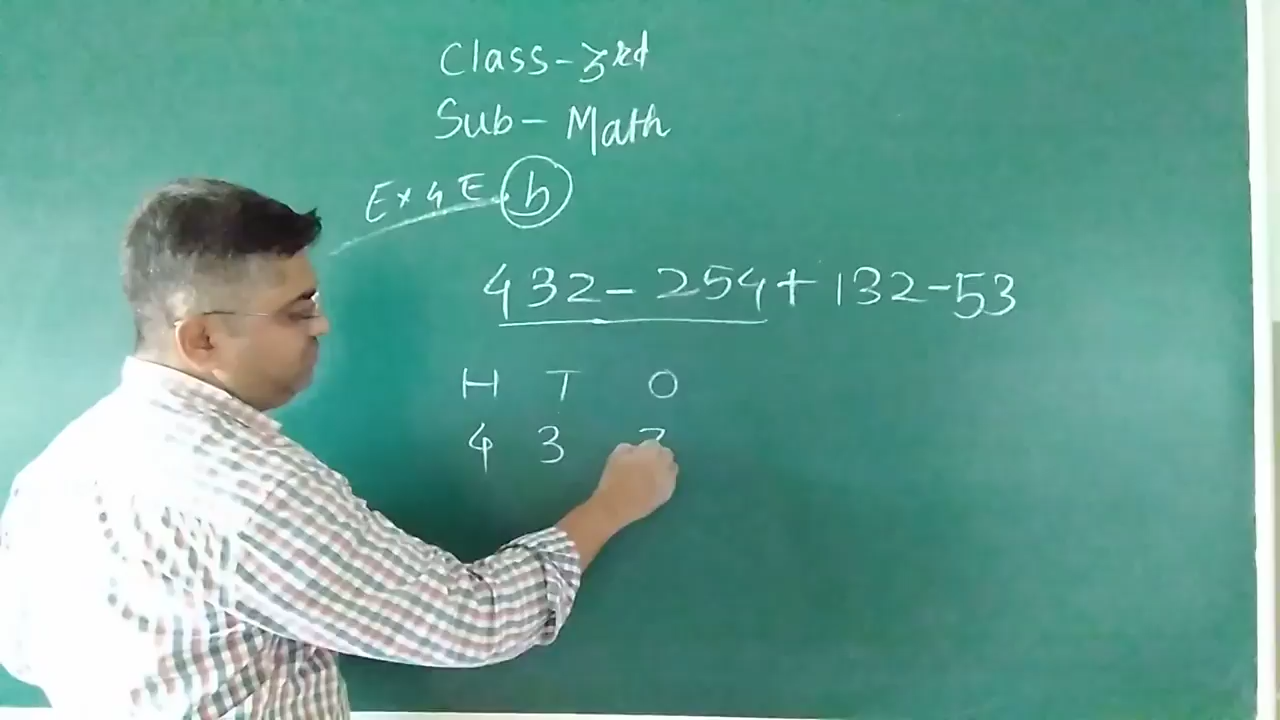 Class-3rd
Sub- Math
Ex 4 E b
432- 254+ 132-53
H T O
4 3 2